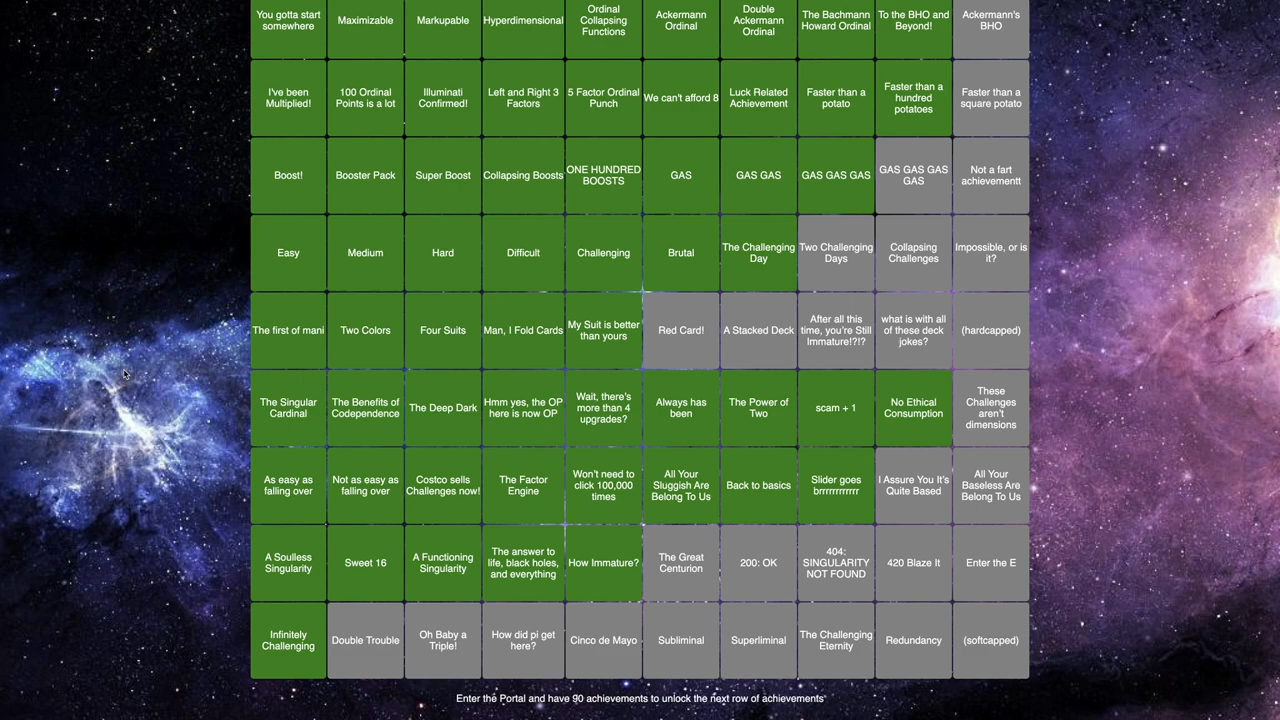 You gotta start
somewhere
Maximizable
Markupable
Hyperdimensional
Ordinal
Collapsing
Functions
Ackermann
Ordinal
Double
Ackermann
Ordinal
The Bachmann
Howard Ordinal
To the BHO and
Beyond!
Ackermann's
BHO
I've been
Multiplied!
100 Ordinal
Points is a lot
Illuminati
Confirmed!
Left and Right 3
Factors
5 Factor Ordinal
Punch
We can't afford 8
Luck Related
Achievement
Faster than a
potato
Faster than a
hundred
potatoes
Faster than a
square potato
Boost!
Booster Pack
Super Boost
Collapsing Boosts
ONE HUNDRED
BOOSTS
GAS
GAS GAS
GAS GAS GAS
GAS GAS GAS
GAS
Not a fart
achievementt
Easy
Medium
Hard
Difficult
Challenging
Brutal
The Challenging
Day
Two Challenging
Days
Collapsing
Challenges
Impossible, or is
it?
The first of mani
Two Colors
Four Suits
Man, I Fold Cards
My Suit is better
than yours
Red Card!
A Stacked Deck
After all this
time, you're Still
Immature!?!?
what is with all
of these deck
jokes?
(hardcapped)
The Singular
Cardinal
The Benefits of
Codependence
The Deep Dark
Hmm yes, the OP
here is now OP
Wait, there's
more than 4
upgrades?
Always has
been
The Power of
Two
scam + 1
No Ethical
Consumption
These
Challenges
aren't
dimensions
As easy as
falling over
Not as easy as
falling over
Costco sells
Challenges now!
The Factor
Engine
Won't need to
click 100,000
times
All Your
Sluggish Are
Belong To Us
Back to basics
Slider goes
brrrrrrrrrrrr
I Assure You It's
Quite Based
All Your
Baseless Are
Belong To Us
A Soulless
Singularity
Sweet 16
A Functioning
Singularity
The answer to
life, black holes,
and everything
How Immature?
The Great
Centurion
200: OK
404:
SINGULARITY
NOT FOUND
420 Blaze It
Enter the E
Infinitely
Challenging
Double Trouble
Oh Baby a
Triple!
How did pi get
here?
Cinco de Mayo
Subliminal
Superliminal
The Challenging
Eternity
Redundancy
(softcapped)
Enter the Portal and have 90 achievements to unlock the next row of achievements